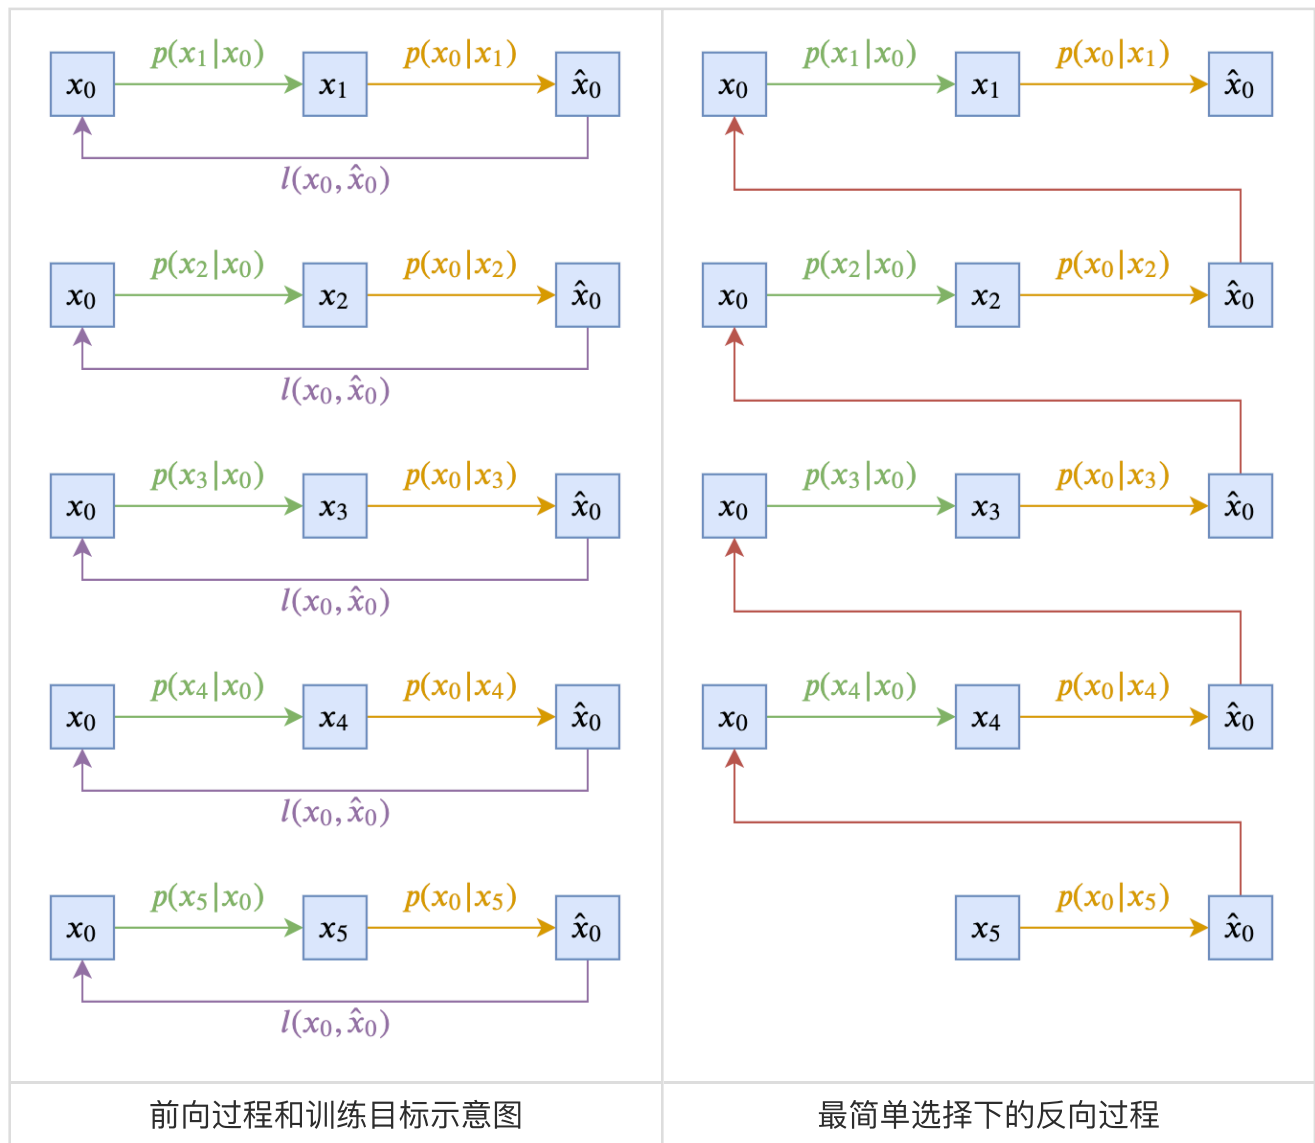 p(x₁|x₀) p(x₀|x₁)
x₀ x₁ x̂₀
l(x₀, x̂₀)
p(x₂|x₀) p(x₀|x₂)
x₀ x₂ x̂₀
l(x₀, x̂₀)
p(x₃|x₀) p(x₀|x₃)
x₀ x₃ x̂₀
l(x₀, x̂₀)
p(x₄|x₀) p(x₀|x₄)
x₀ x₄ x̂₀
l(x₀, x̂₀)
p(x₅|x₀) p(x₀|x₅)
x₀ x₅ x̂₀
l(x₀, x̂₀)
前向过程和训练目标示意图
p(x₁|x₀) p(x₀|x₁)
x₀ x₁ x̂₀
p(x₂|x₀) p(x₀|x₂)
x₀ x₂ x̂₀
p(x₃|x₀) p(x₀|x₃)
x₀ x₃ x̂₀
p(x₄|x₀) p(x₀|x₄)
x₀ x₄ x̂₀
p(x₀|x₅)
x₅ x̂₀
最简单选择下的反向过程